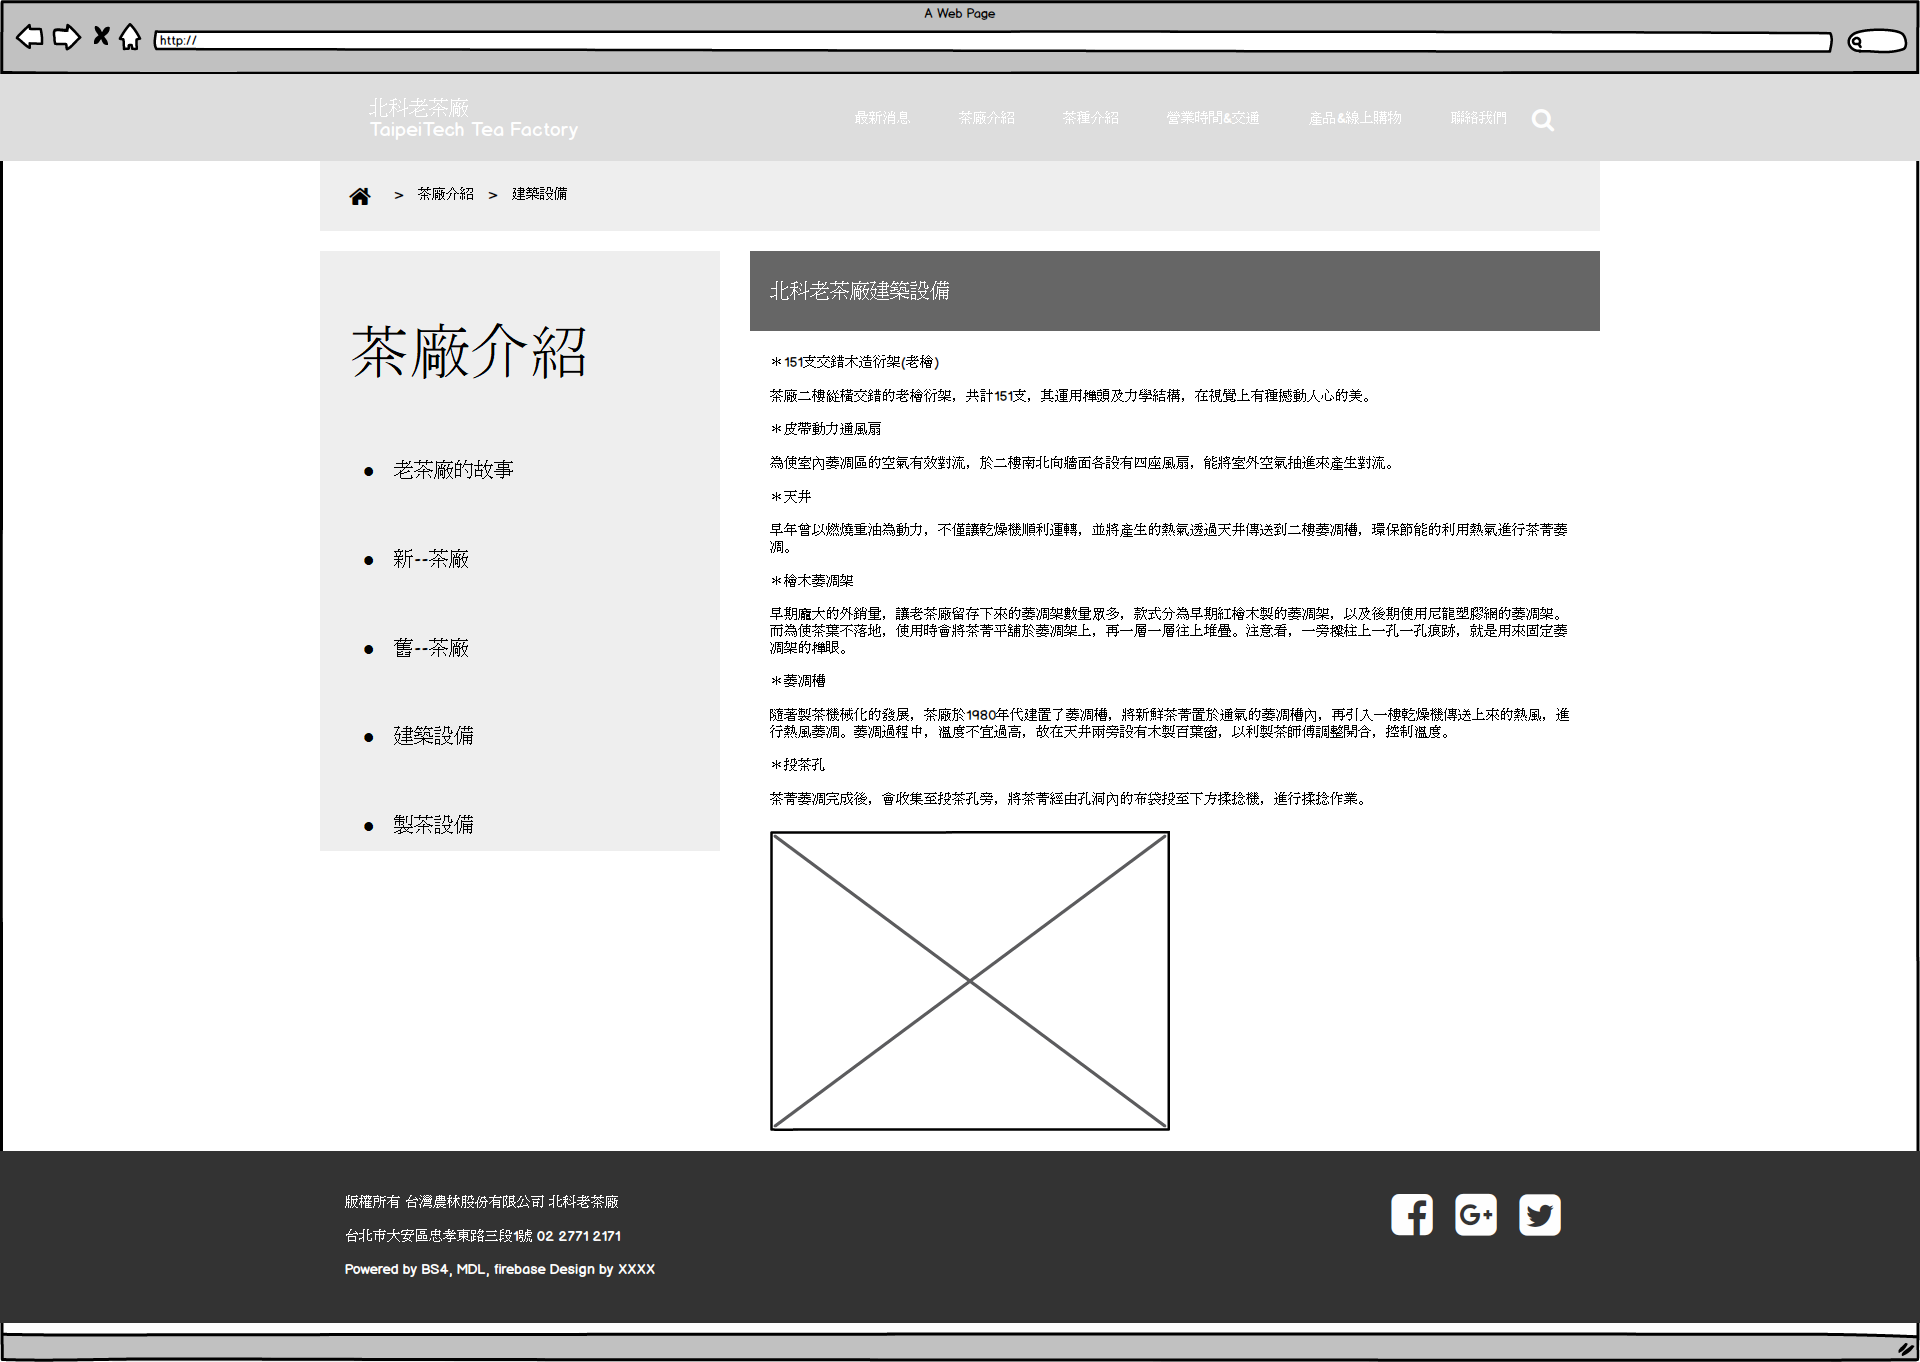 A Web Page
http://
北科老茶廠
TaipeiTech Tea Factory
最新消息 茶廠介紹 茶種介紹 營業時間&交通 產品&線上購物 聯絡我們
> 茶廠介紹 > 建築設備
茶廠介紹
老茶廠的故事
新--茶廠
舊--茶廠
建築設備
製茶設備
北科老茶廠建築設備
＊151支交錯木造衍架(老檜)
茶廠二樓縱橫交錯的老檜衍架，共計151支，其運用榫頭及力學結構，在視覺上有種撼動人心的美。
＊皮帶動力通風扇
為使室內萎凋區的空氣有效對流，於二樓南北向牆面各設有四座風扇，能將室外空氣抽進來產生對流。
＊天井
早年曾以燃燒重油為動力，不僅讓乾燥機順利運轉，並將產生的熱氣透過天井傳送到二樓萎凋槽，環保節能的利用熱氣進行茶菁萎
凋。
＊檜木萎凋架
早期龐大的外銷量，讓老茶廠留存下來的萎凋架數量眾多，款式分為早期紅檜木製的萎凋架，以及後期使用尼龍塑膠網的萎凋架。
而為使茶葉不落地，使用時會將茶菁平舖於萎凋架上，再一層一層往上堆疊。注意看，一旁樑柱上一孔一孔痕跡，就是用來固定萎
凋架的榫眼。
＊萎凋槽
隨著製茶機械化的發展，茶廠於1980年代建置了萎凋槽，將新鮮茶菁置於通氣的萎凋槽內，再引入一樓乾燥機傳送上來的熱風，進
行熱風萎凋。萎凋過程中，溫度不宜過高，故在天井兩旁設有木製百葉窗，以利製茶師傅調整開合，控制溫度。
＊投茶孔
茶菁萎凋完成後，會收集至投茶孔旁，將茶菁經由孔洞內的布袋投至下方揉捻機，進行揉捻作業。
版權所有 台灣農林股份有限公司 北科老茶廠
台北市大安區忠孝東路三段1號 02 2771 2171
Powered by BS4, MDL, firebase Design by XXXX